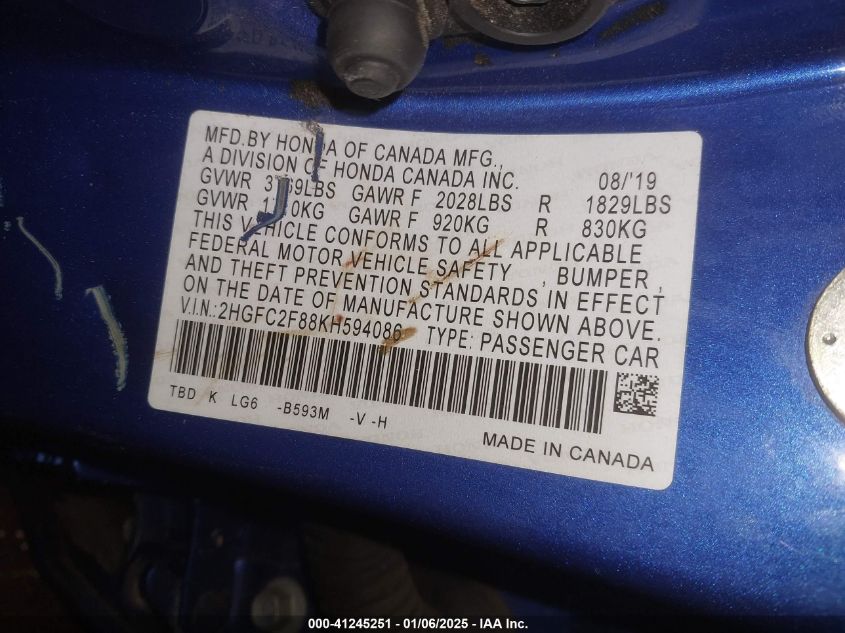 MFD.BY HONDA OF CANADA MFG.,
A DIVISION OF HONDA CANADA INC. 08/'19
GVWR LBS GAWR F 2028LBS R 1829LBS
GVWR KG GAWR F 920KG R 830KG
THIS VEHICLE CONFORMS TO ALL APPLICABLE
FEDERAL MOTOR VEHICLE SAFETY , BUMPER ,
AND THEFT PREVENTION STANDARDS IN EFFECT
ON THE DATE OF MANUFACTURE SHOWN ABOVE.
V.I.N.:2HGFC2F88KH594086 TYPE: PASSENGER CAR
TBD K LG6 -B593M -V -H
MADE IN CANADA
000-41245251 - 01/06/2025 - IAA Inc.